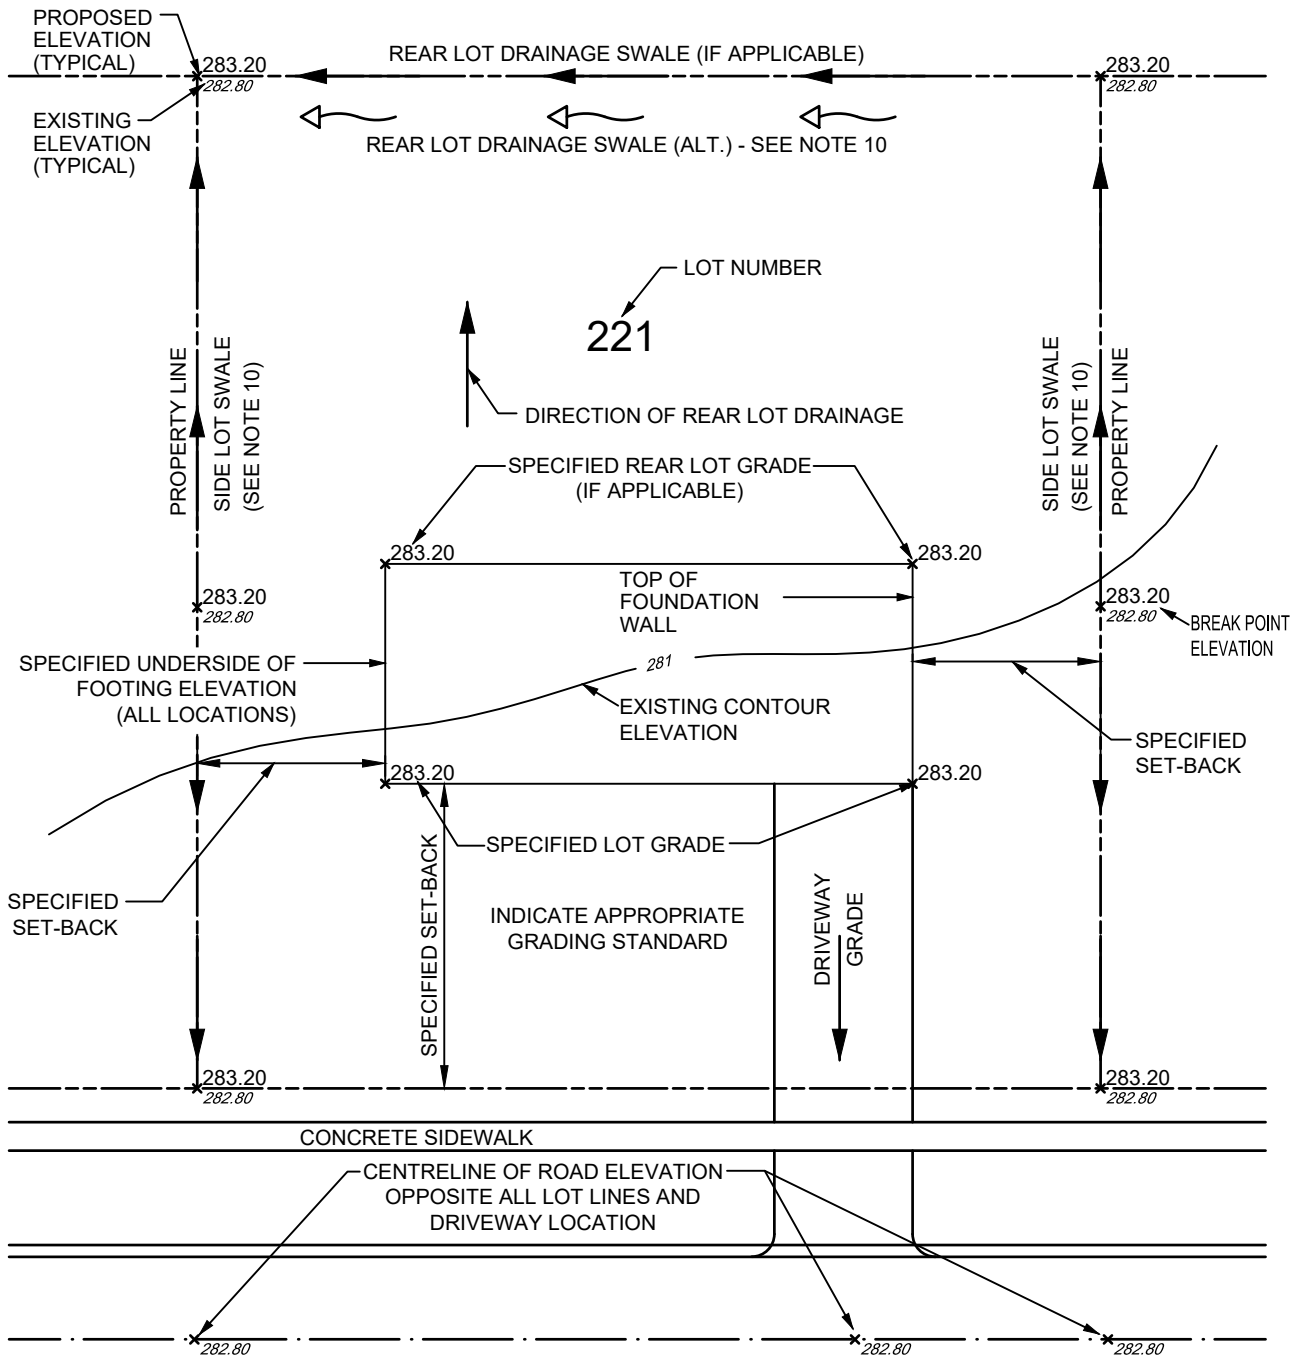 PROPOSED
ELEVATION
(TYPICAL)
283.20
282.80
REAR LOT DRAINAGE SWALE (IF APPLICABLE)
283.20
282.80
EXISTING
ELEVATION
(TYPICAL)
REAR LOT DRAINAGE SWALE (ALT.) - SEE NOTE 10
LOT NUMBER
221
DIRECTION OF REAR LOT DRAINAGE
PROPERTY LINE
SIDE LOT SWALE
(SEE NOTE 10)
SIDE LOT SWALE
(SEE NOTE 10)
PROPERTY LINE
SPECIFIED REAR LOT GRADE
(IF APPLICABLE)
283.20
283.20
TOP OF
FOUNDATION
WALL
283.20
282.80
283.20
282.80
BREAK POINT
ELEVATION
SPECIFIED UNDERSIDE OF
FOOTING ELEVATION
(ALL LOCATIONS)
281
EXISTING CONTOUR
ELEVATION
SPECIFIED
SET-BACK
283.20
283.20
SPECIFIED LOT GRADE
SPECIFIED
SET-BACK
SPECIFIED SET-BACK
INDICATE APPROPRIATE
GRADING STANDARD
DRIVEWAY
GRADE
283.20
282.80
283.20
282.80
CONCRETE SIDEWALK
CENTRELINE OF ROAD ELEVATION
OPPOSITE ALL LOT LINES AND
DRIVEWAY LOCATION
282.80
282.80
282.80